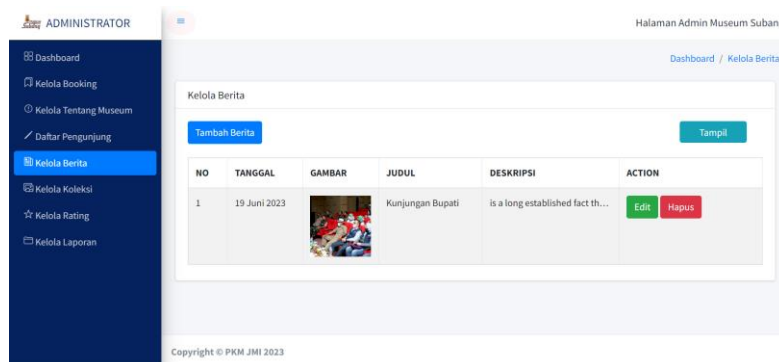 ADMINISTRATOR
Halaman Admin Museum Suban
Dashboard
Kelola Booking
Kelola Tentang Museum
Daftar Pengunjung
Kelola Berita
Kelola Koleksi
Kelola Rating
Kelola Laporan
Dashboard / Kelola Berita
Kelola Berita
Tambah Berita
Tampil
NO TANGGAL GAMBAR JUDUL DESKRIPSI ACTION
1 19 Juni 2023 Kunjungan Bupati is a long established fact th... Edit Hapus
Copyright © PKM JMI 2023